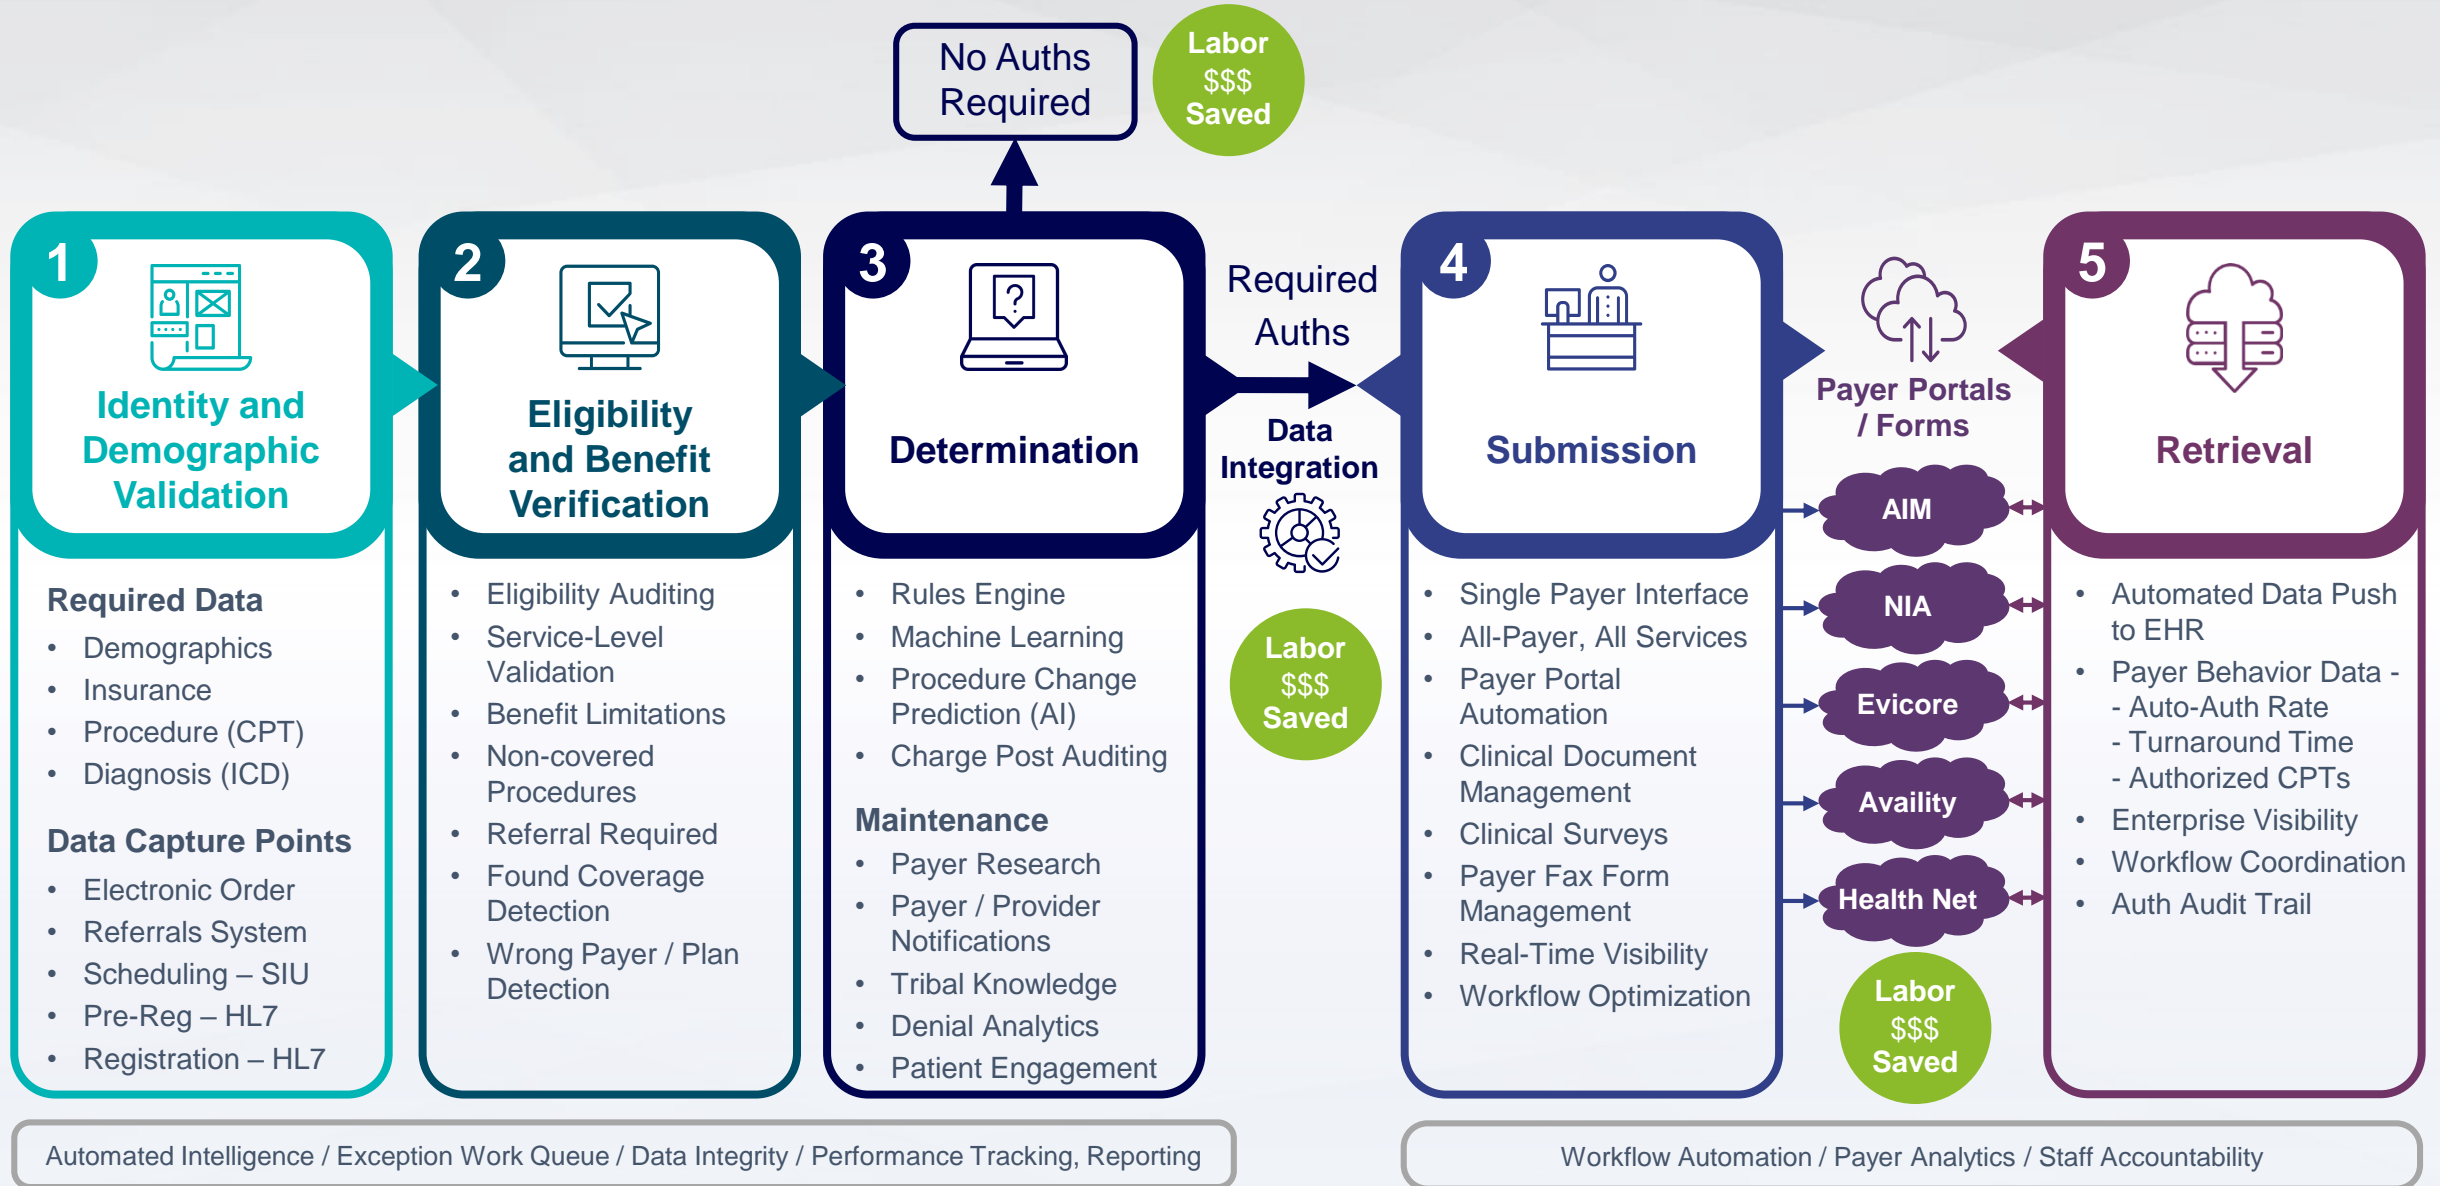 No Auths
Required
Labor
$$$
Saved
1
Identity and
Demographic
Validation
Required Data
• Demographics
• Insurance
• Procedure (CPT)
• Diagnosis (ICD)
Data Capture Points
• Electronic Order
• Referrals System
• Scheduling – SIU
• Pre-Reg – HL7
• Registration – HL7
2
Eligibility
and Benefit
Verification
• Eligibility Auditing
• Service-Level
Validation
• Benefit Limitations
• Non-covered
Procedures
• Referral Required
• Found Coverage
Detection
• Wrong Payer / Plan
Detection
3
?
Determination
• Rules Engine
• Machine Learning
• Procedure Change
Prediction (AI)
• Charge Post Auditing
Maintenance
• Payer Research
• Payer / Provider
Notifications
• Tribal Knowledge
• Denial Analytics
• Patient Engagement
Required
Auths
Data
Integration
Labor
$$$
Saved
4
Submission
• Single Payer Interface
• All-Payer, All Services
• Payer Portal
Automation
• Clinical Document
Management
• Clinical Surveys
• Payer Fax Form
Management
• Real-Time Visibility
• Workflow Optimization
Payer Portals
/ Forms
AIM
NIA
Evicore
Availity
Health Net
Labor
$$$
Saved
5
Retrieval
• Automated Data Push
to EHR
• Payer Behavior Data -
- Auto-Auth Rate
- Turnaround Time
- Authorized CPTs
• Enterprise Visibility
• Workflow Coordination
• Auth Audit Trail
Automated Intelligence / Exception Work Queue / Data Integrity / Performance Tracking, Reporting
Workflow Automation / Payer Analytics / Staff Accountability